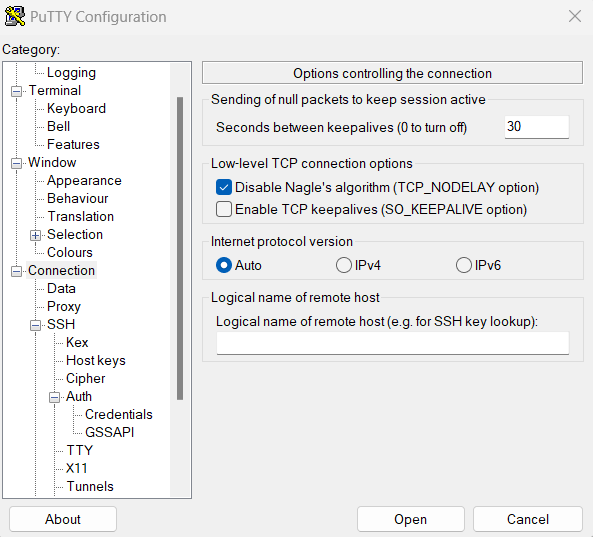 PuTTY Configuration
Category:
Logging
Terminal
Keyboard
Bell
Features
Window
Appearance
Behaviour
Translation
Selection
Colours
Connection
Data
Proxy
SSH
Kex
Host keys
Cipher
Auth
Credentials
GSSAPI
TTY
X11
Tunnels
Options controlling the connection
Sending of null packets to keep session active
Seconds between keepalives (0 to turn off) 30
Low-level TCP connection options
Disable Nagle's algorithm (TCP_NODELAY option)
Enable TCP keepalives (SO_KEEPALIVE option)
Internet protocol version
Auto IPv4 IPv6
Logical name of remote host
Logical name of remote host (e.g. for SSH key lookup):
About Open Cancel